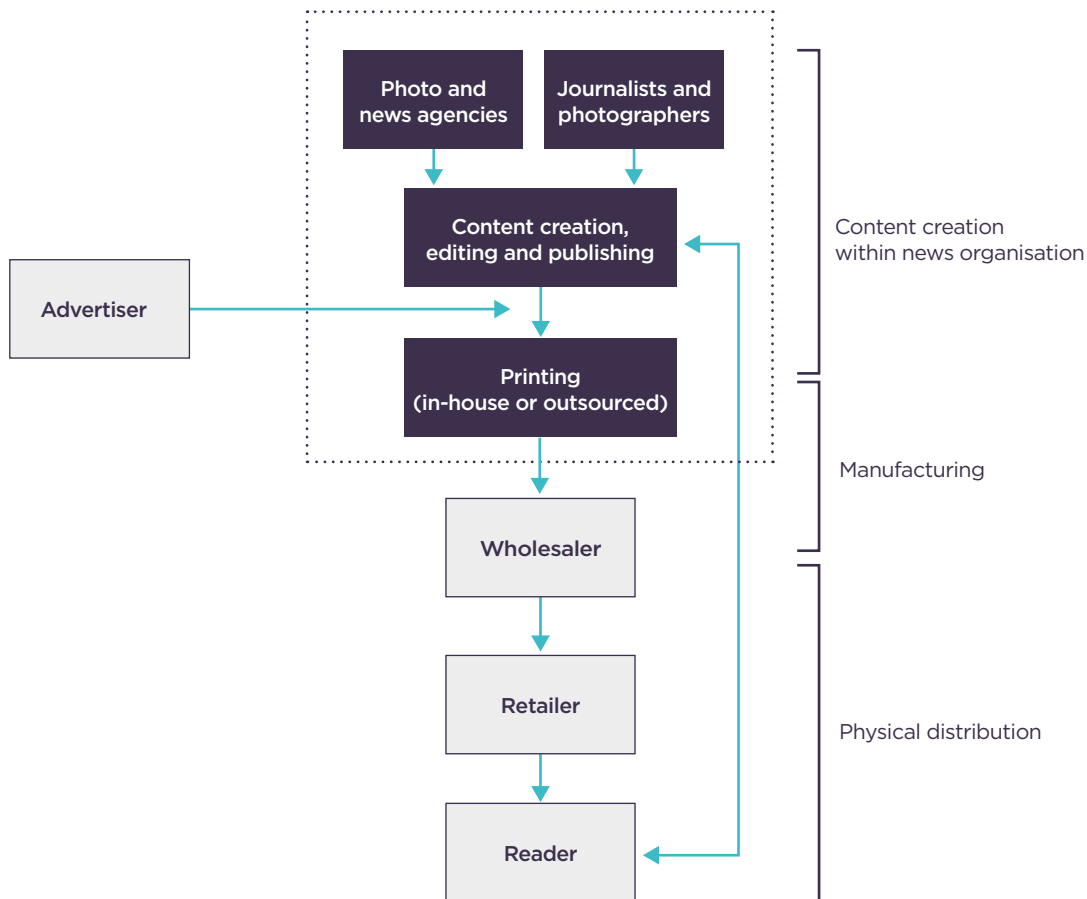 Photo and
news agencies
Journalists and
photographers
Content creation,
editing and publishing
Content creation
within news organisation
Advertiser
Printing
(in-house or outsourced)
Manufacturing
Wholesaler
Retailer
Physical distribution
Reader